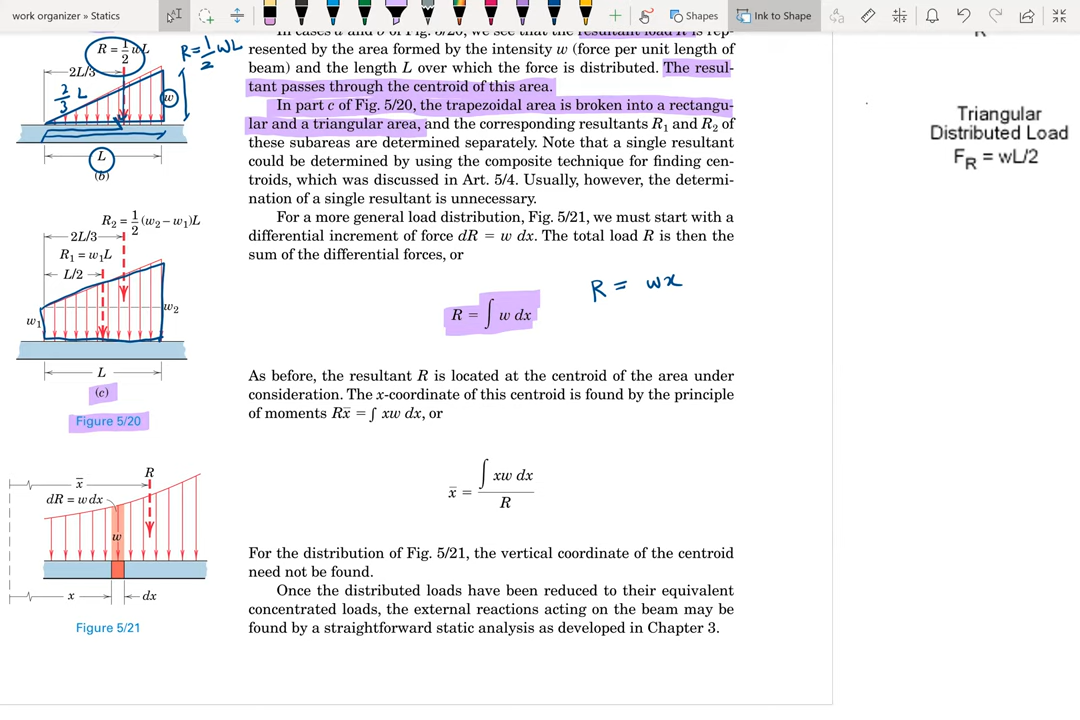 work organizer » Statics
Shapes
Ink to Shape
R = 1/2 wL
R = 1/2 wL
2L/3
2/3 L
w
L
(b)
R₂ = 1/2 (w₂ – w₁)L
2L/3
R₁ = w₁L
L/2
w₁
w₂
L
(c)
Figure 5/20
x̄
R
dR = w dx
w
x
dx
Figure 5/21
resented by the area formed by the intensity w (force per unit length of
beam) and the length L over which the force is distributed. The resul-
tant passes through the centroid of this area.
In part c of Fig. 5/20, the trapezoidal area is broken into a rectangu-
lar and a triangular area, and the corresponding resultants R₁ and R₂ of
these subareas are determined separately. Note that a single resultant
could be determined by using the composite technique for finding cen-
troids, which was discussed in Art. 5/4. Usually, however, the determi-
nation of a single resultant is unnecessary.
For a more general load distribution, Fig. 5/21, we must start with a
differential increment of force dR = w dx. The total load R is then the
sum of the differential forces, or
R = wx
R = ∫ w dx
As before, the resultant R is located at the centroid of the area under
consideration. The x-coordinate of this centroid is found by the principle
of moments Rx̄ = ∫ xw dx, or
x̄ = ∫ xw dx / R
For the distribution of Fig. 5/21, the vertical coordinate of the centroid
need not be found.
Once the distributed loads have been reduced to their equivalent
concentrated loads, the external reactions acting on the beam may be
found by a straightforward static analysis as developed in Chapter 3.
Triangular
Distributed Load
F_R = wL/2